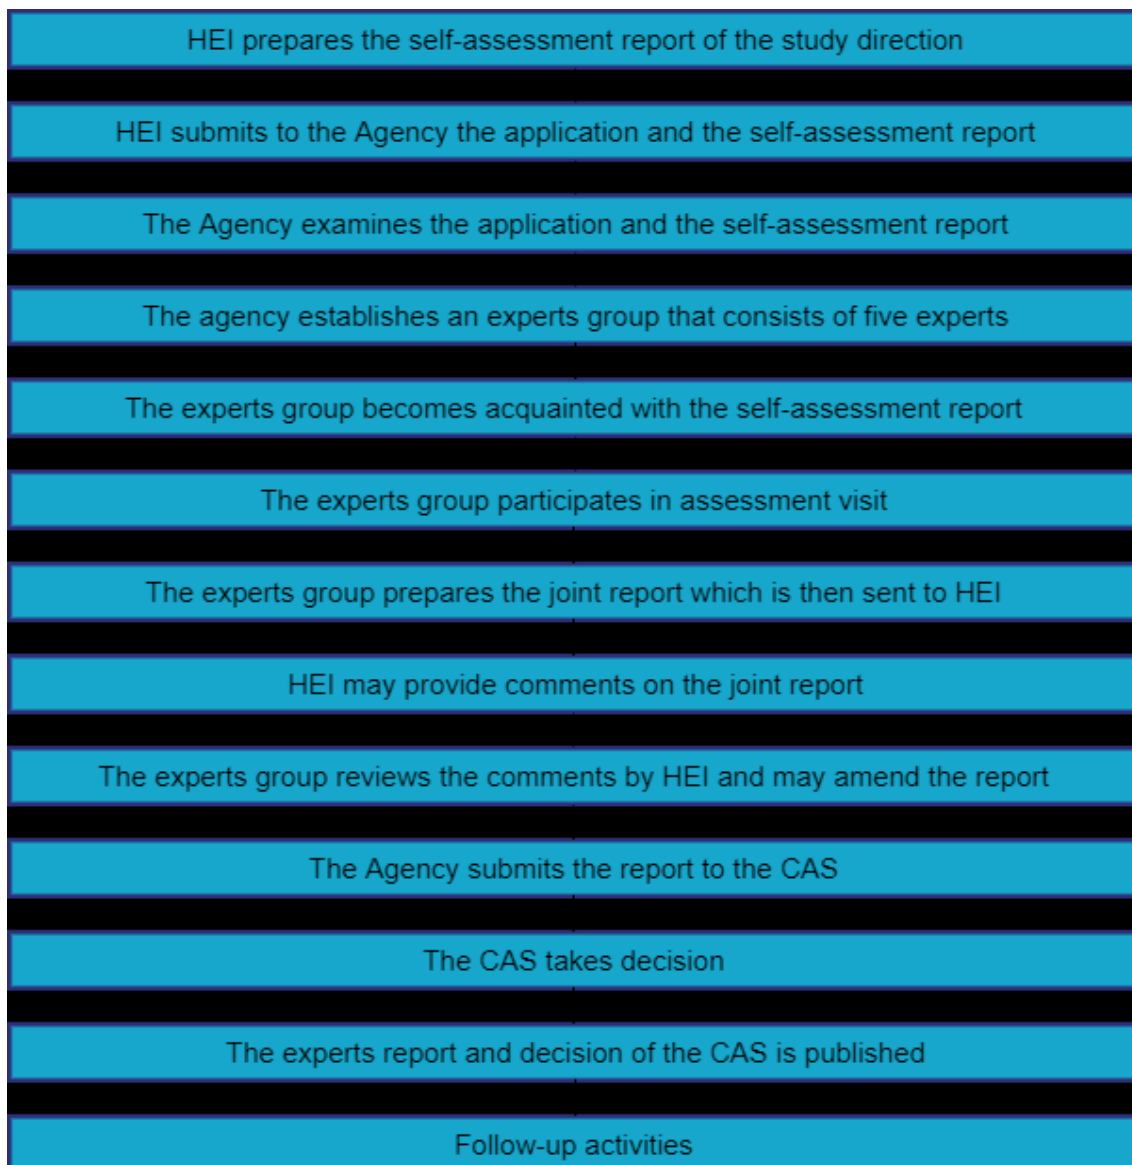 HEI prepares the self-assessment report of the study direction
HEI submits to the Agency the application and the self-assessment report
The Agency examines the application and the self-assessment report
The agency establishes an experts group that consists of five experts
The experts group becomes acquainted with the self-assessment report
The experts group participates in assessment visit
The experts group prepares the joint report which is then sent to HEI
HEI may provide comments on the joint report
The experts group reviews the comments by HEI and may amend the report
The Agency submits the report to the CAS
The CAS takes decision
The experts report and decision of the CAS is published
Follow-up activities